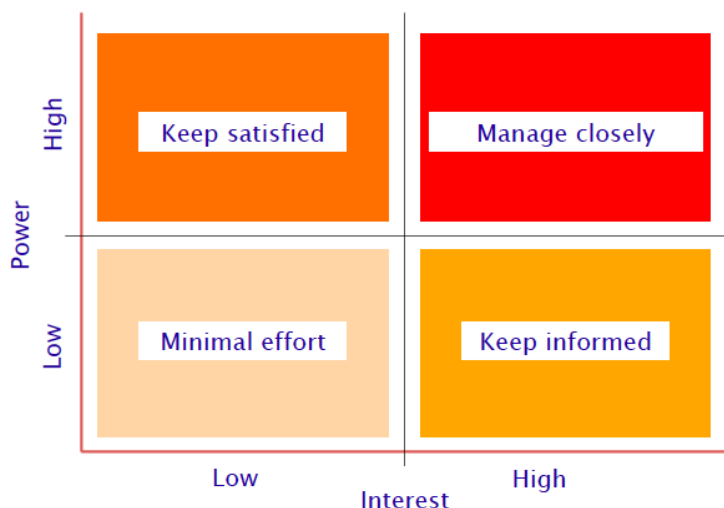 High
Keep satisfied
Manage closely
Power
Low
Minimal effort
Keep informed
Low
High
Interest